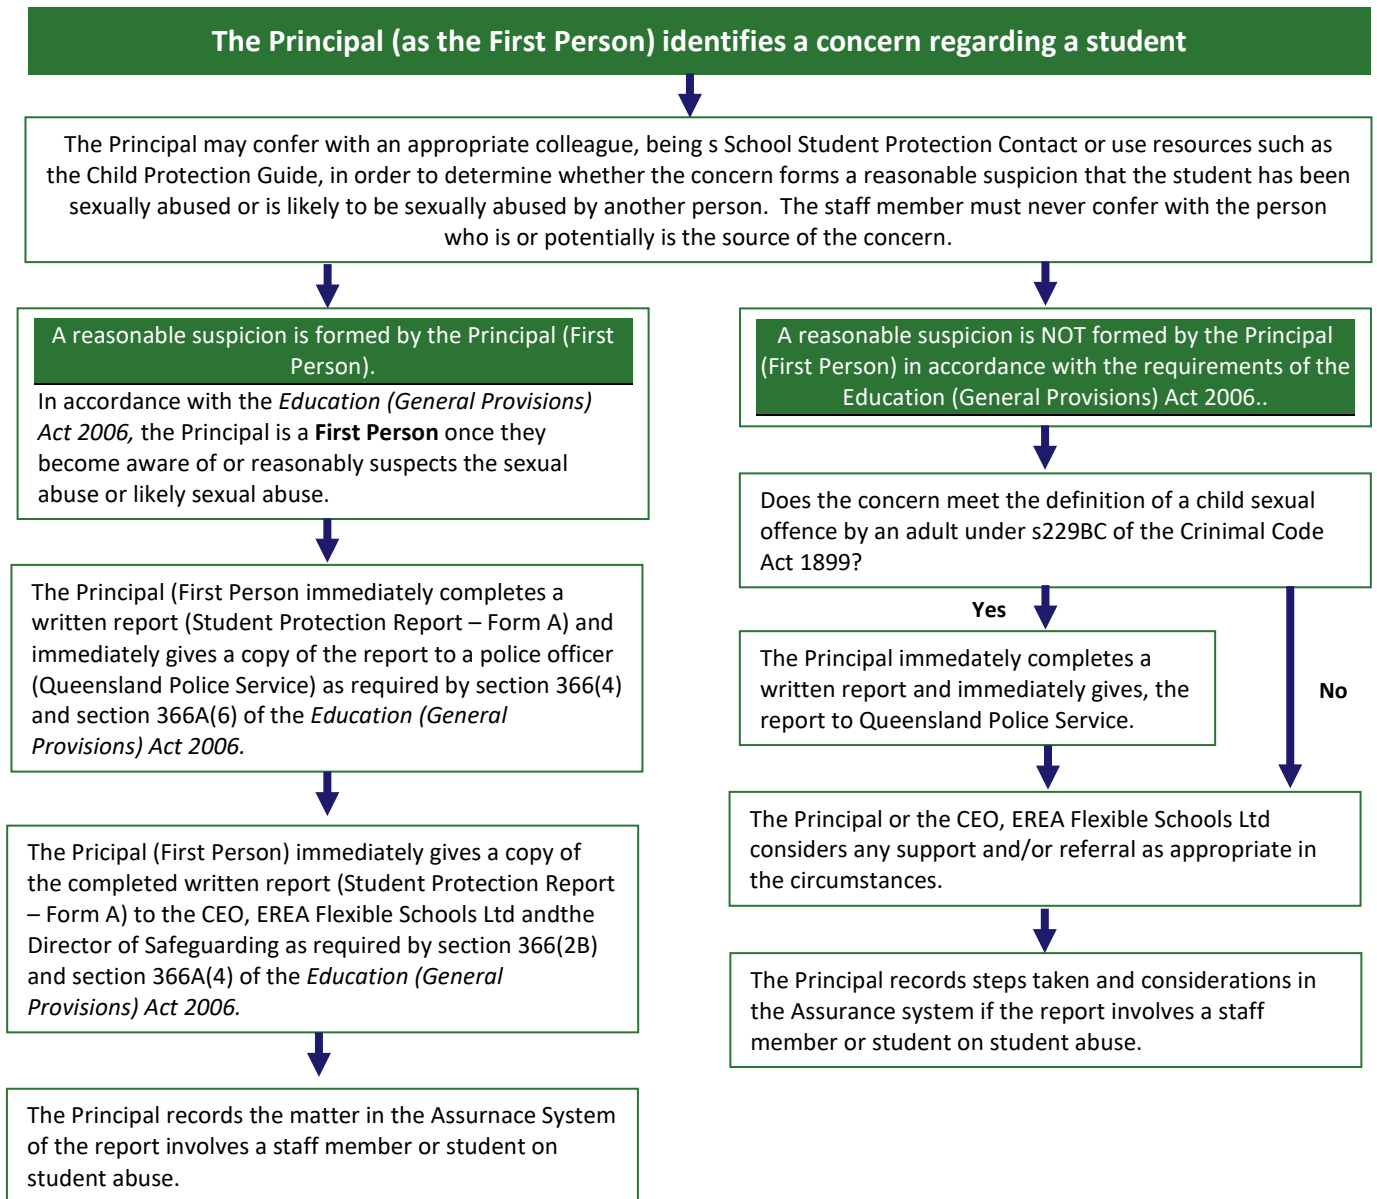 The Principal (as the First Person) identifies a concern regarding a student
The Principal may confer with an appropriate colleague, being s School Student Protection Contact or use resources such as
the Child Protection Guide, in order to determine whether the concern forms a reasonable suspicion that the student has been
sexually abused or is likely to be sexually abused by another person.  The staff member must never confer with the person
who is or potentially is the source of the concern.
A reasonable suspicion is formed by the Principal (First
Person).
In accordance with the Education (General Provisions)
Act 2006, the Principal is a First Person once they
become aware of or reasonably suspects the sexual
abuse or likely sexual abuse.
The Principal (First Person immediately completes a
written report (Student Protection Report – Form A) and
immediately gives a copy of the report to a police officer
(Queensland Police Service) as required by section 366(4)
and section 366A(6) of the Education (General
Provisions) Act 2006.
The Pricipal (First Person) immediately gives a copy of
the completed written report (Student Protection Report
– Form A) to the CEO, EREA Flexible Schools Ltd andthe
Director of Safeguarding as required by section 366(2B)
and section 366A(4) of the Education (General
Provisions) Act 2006.
The Principal records the matter in the Assurnace System
of the report involves a staff member or student on
student abuse.
A reasonable suspicion is NOT formed by the Principal
(First Person) in accordance with the requirements of the
Education (General Provisions) Act 2006..
Does the concern meet the definition of a child sexual
offence by an adult under s229BC of the Crinimal Code
Act 1899?
Yes
The Principal immedately completes a
written report and immediately gives, the
report to Queensland Police Service.
No
The Principal or the CEO, EREA Flexible Schools Ltd
considers any support and/or referral as appropriate in
the circumstances.
The Principal records steps taken and considerations in
the Assurance system if the report involves a staff
member or student on student abuse.